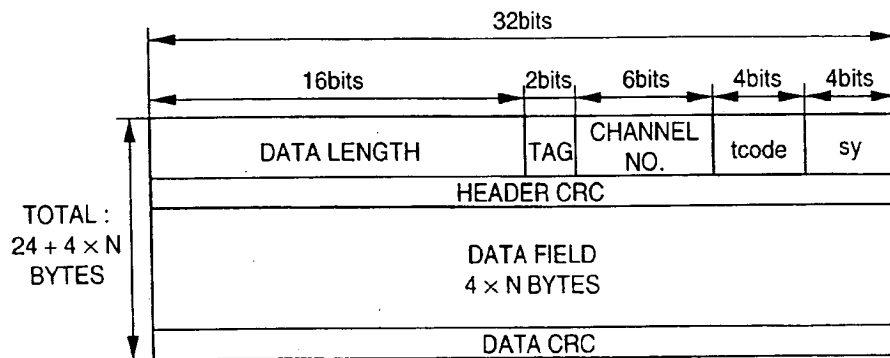 32bits
16bits 2bits 6bits 4bits 4bits
DATA LENGTH TAG CHANNEL NO. tcode sy
HEADER CRC
TOTAL :
24 + 4 × N
BYTES
DATA FIELD
4 × N BYTES
DATA CRC